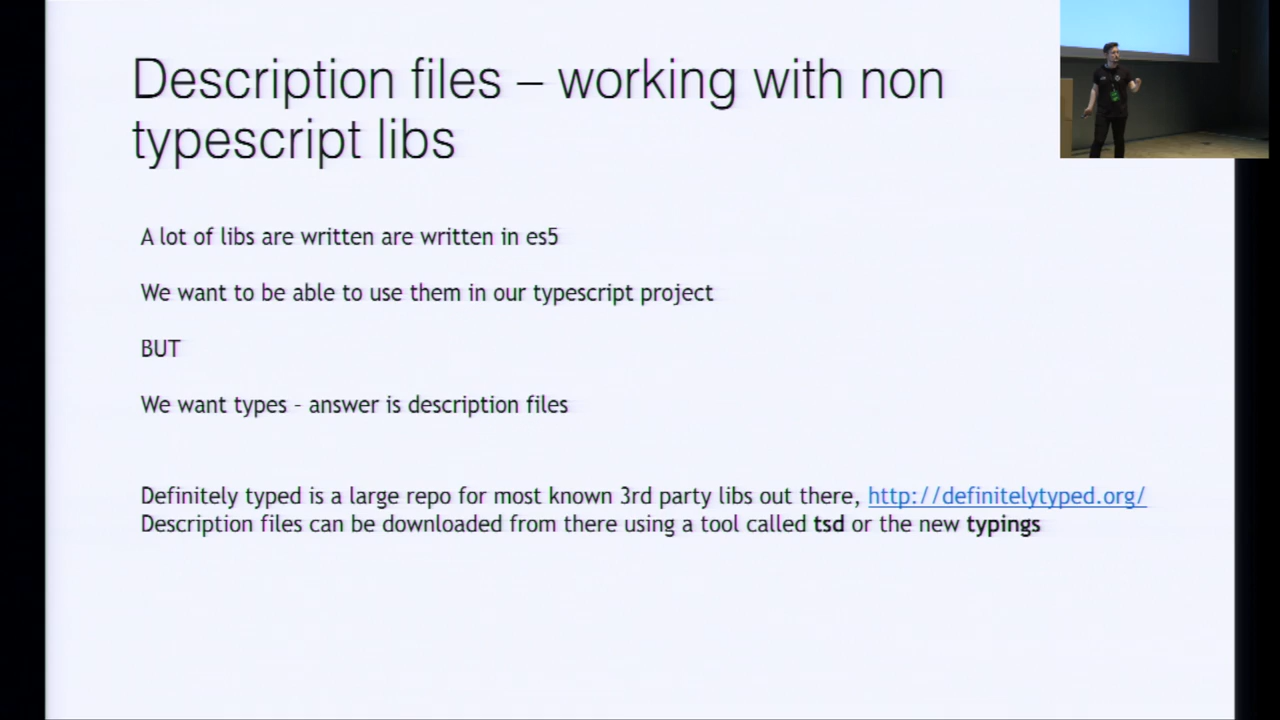 Description files – working with non
typescript libs
A lot of libs are written are written in es5
We want to be able to use them in our typescript project
BUT
We want types - answer is description files
Definitely typed is a large repo for most known 3rd party libs out there, http://definitelytyped.org/
Description files can be downloaded from there using a tool called tsd or the new typings